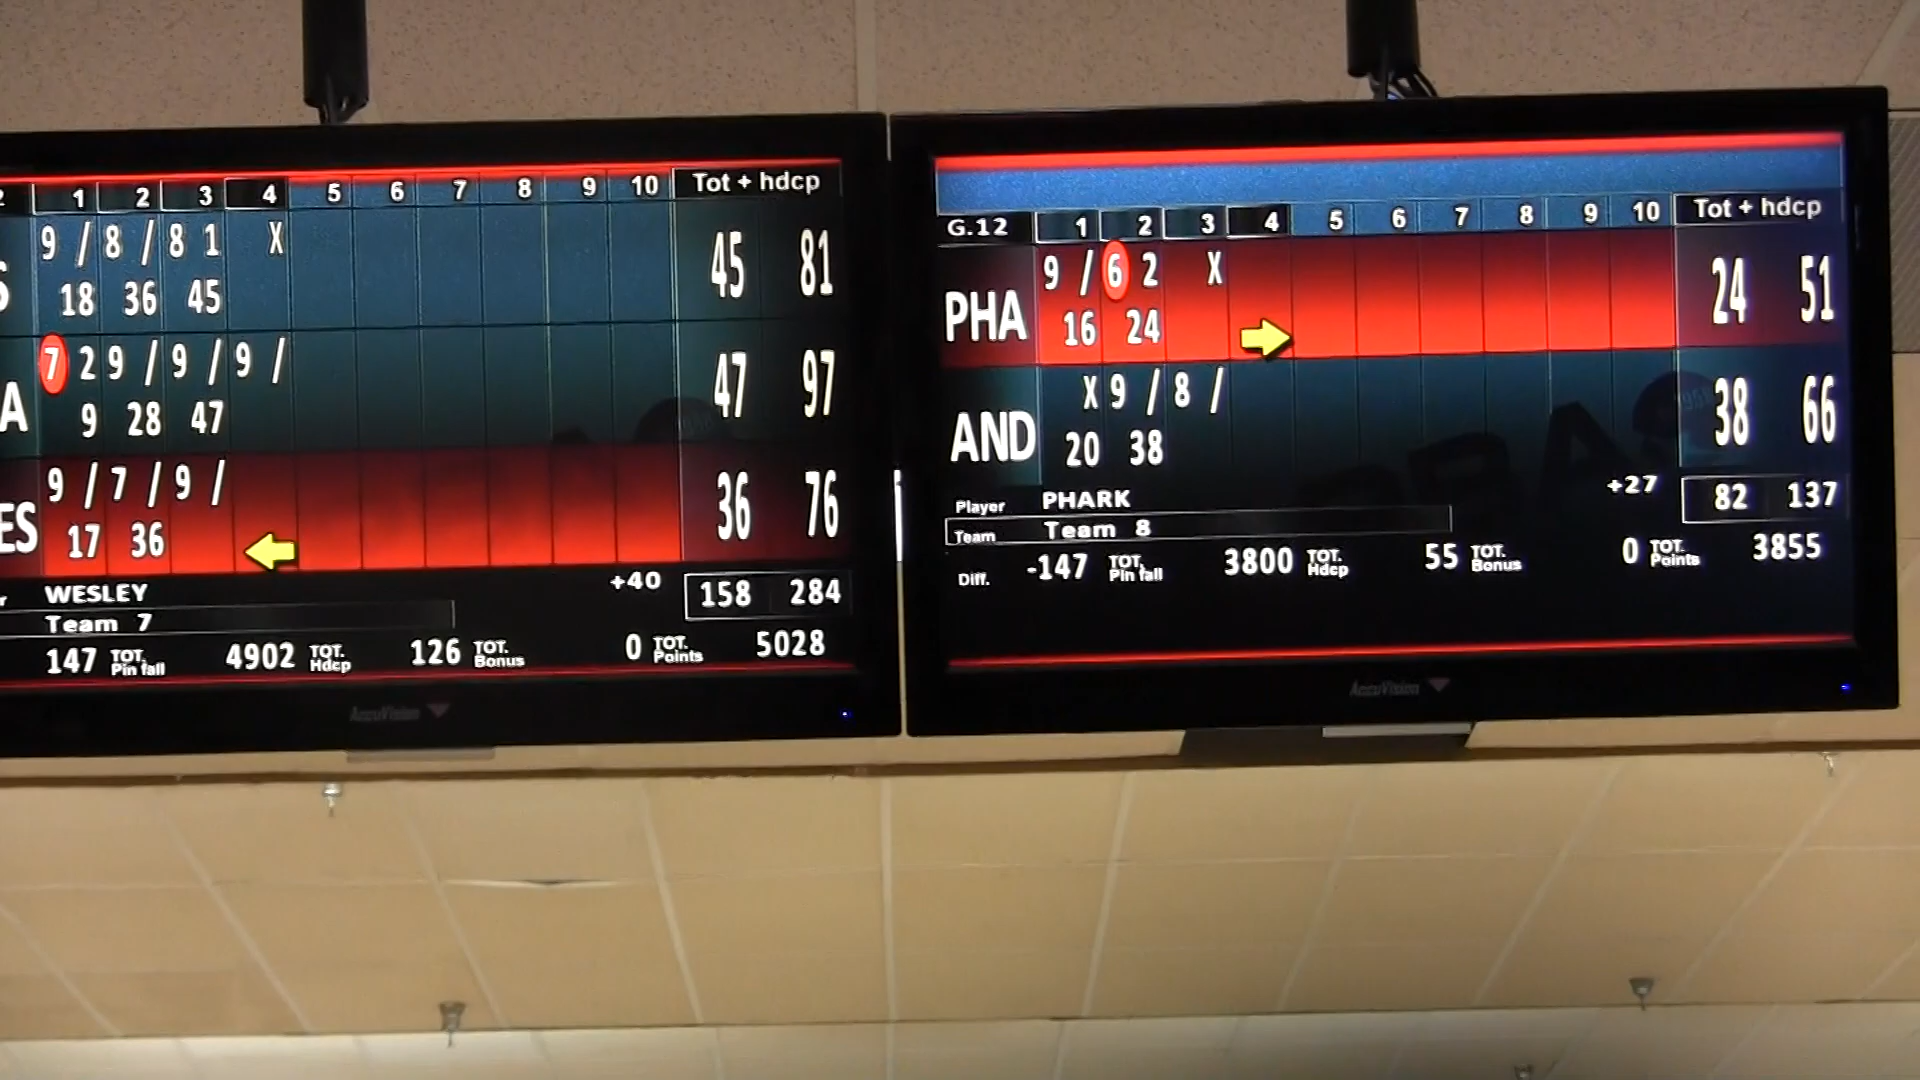 2 1 2 3 4 5 6 7 8 9 10 Tot + hdcp
S 9 / 8 / 8 1 X 45 81
18 36 45
A 7 2 9 / 9 / 9 / 47 97
9 28 47
ES 9 / 7 / 9 / 36 76
17 36
r WESLEY +40 158 284
Team 7
147 TOT. Pin fall 4902 TOT. Hdcp 126 TOT. Bonus 0 TOT. Points 5028
AccuVision
G.12 1 2 3 4 5 6 7 8 9 10 Tot + hdcp
PHA 9 / 6 2 X 24 51
16 24
AND X 9 / 8 / 38 66
20 38
Player PHARK +27 82 137
Team Team 8
Diff. -147 TOT. Pin fall 3800 TOT. Hdcp 55 TOT. Bonus 0 TOT. Points 3855
AccuVision